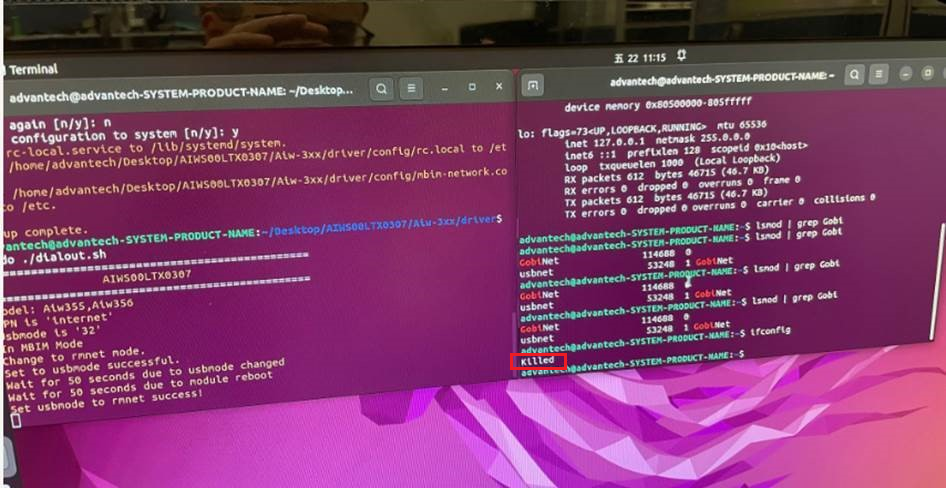 Terminal
五 22 11:15
advantech@advantech-SYSTEM-PRODUCT-NAME: ~/Desktop...
again [n/y]: n
configuration to system [n/y]: y
rc-local.service to /lib/systemd/system.
/home/advantech/Desktop/AIWS00LTX0307/Aiw-3xx/driver/config/rc.local to /et
/home/advantech/Desktop/AIWS00LTX0307/Aiw-3xx/driver/config/mbim-network.co
to /etc.
up complete.
vantech@advantech-SYSTEM-PRODUCT-NAME:~/Desktop/AIWS00LTX0307/Aiw-3xx/driver$
do ./dialout.sh
==============================================
AIWS00LTX0307
==============================================
odel: Aiw355,Aiw356
PN is 'internet'
sbmode is '32'
In MBIM Mode
Change to rmnet mode.
Set to usbmode successful.
Wait for 50 seconds due to usbmode changed
Wait for 50 seconds due to module reboot
Set usbmode to rmnet success!
advantech@advantech-SYSTEM-PRODUCT-NAME: ~
device memory 0x80500000-805fffff
lo: flags=73<UP,LOOPBACK,RUNNING> mtu 65536
inet 127.0.0.1 netmask 255.0.0.0
inet6 ::1 prefixlen 128 scopeid 0x10<host>
loop txqueuelen 1000 (Local Loopback)
RX packets 612 bytes 46715 (46.7 KB)
RX errors 0 dropped 0 overruns 0 frame 0
TX packets 612 bytes 46715 (46.7 KB)
TX errors 0 dropped 0 overruns 0 carrier 0 collisions 0
advantech@advantech-SYSTEM-PRODUCT-NAME:~$ lsmod | grep Gobi
advantech@advantech-SYSTEM-PRODUCT-NAME:~$ lsmod | grep Gobi
GobiNet 114688 0
usbnet 53248 1 GobiNet
advantech@advantech-SYSTEM-PRODUCT-NAME:~$ lsmod | grep Gobi
GobiNet 114688
usbnet 53248 1 GobiNet
advantech@advantech-SYSTEM-PRODUCT-NAME:~$ lsmod | grep Gobi
GobiNet 114688 0
usbnet 53248 1 GobiNet
advantech@advantech-SYSTEM-PRODUCT-NAME:~$ ifconfig
Killed
advantech@advantech-SYSTEM-PRODUCT-NAME:~$